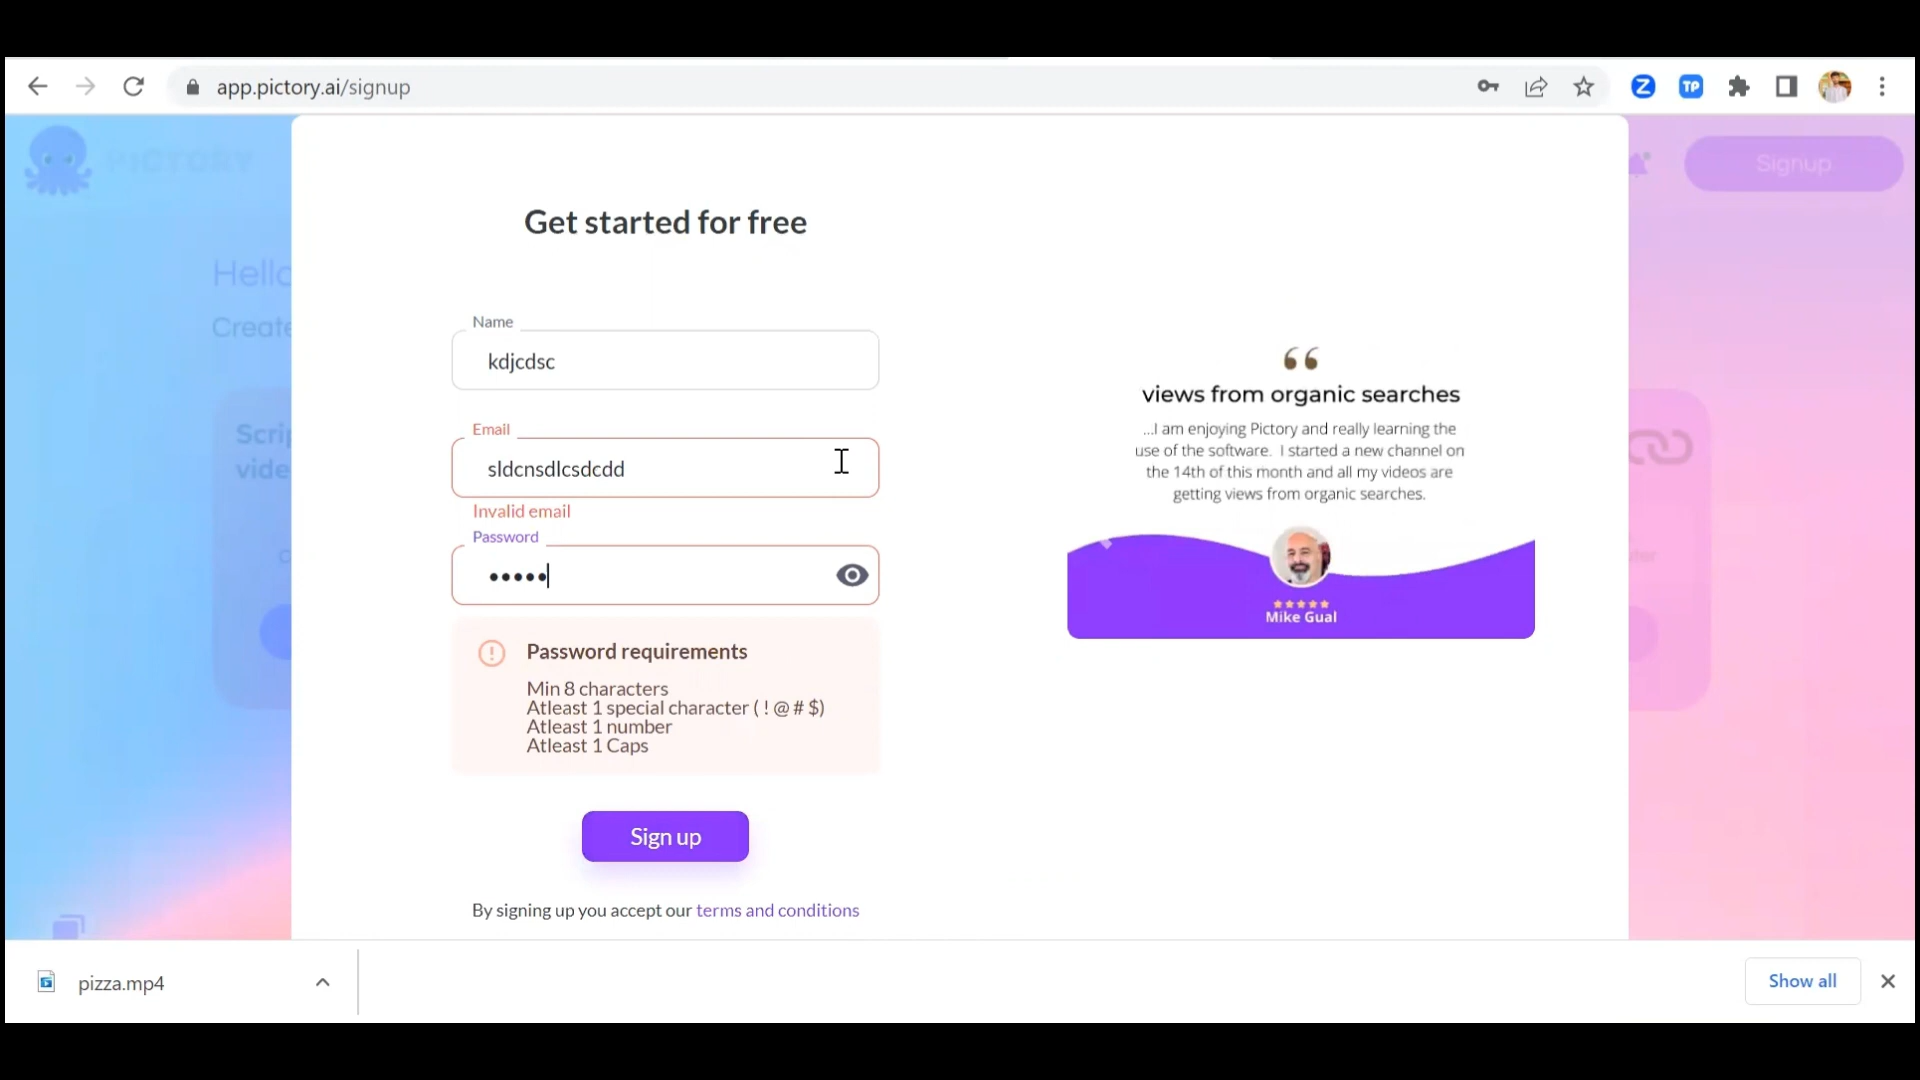 app.pictory.ai/signup
PICTORY
Signup
Hello
Create
Get started for free
Name
kdjcdsc
Email
sldcnsdlcsdcdd
Invalid email
Password
•••••
Password requirements
Min 8 characters
Atleast 1 special character ( ! @ # $)
Atleast 1 number
Atleast 1 Caps
Sign up
By signing up you accept our terms and conditions
views from organic searches
...I am enjoying Pictory and really learning the
use of the software. I started a new channel on
the 14th of this month and all my videos are
getting views from organic searches.
Mike Gual
pizza.mp4
Show all